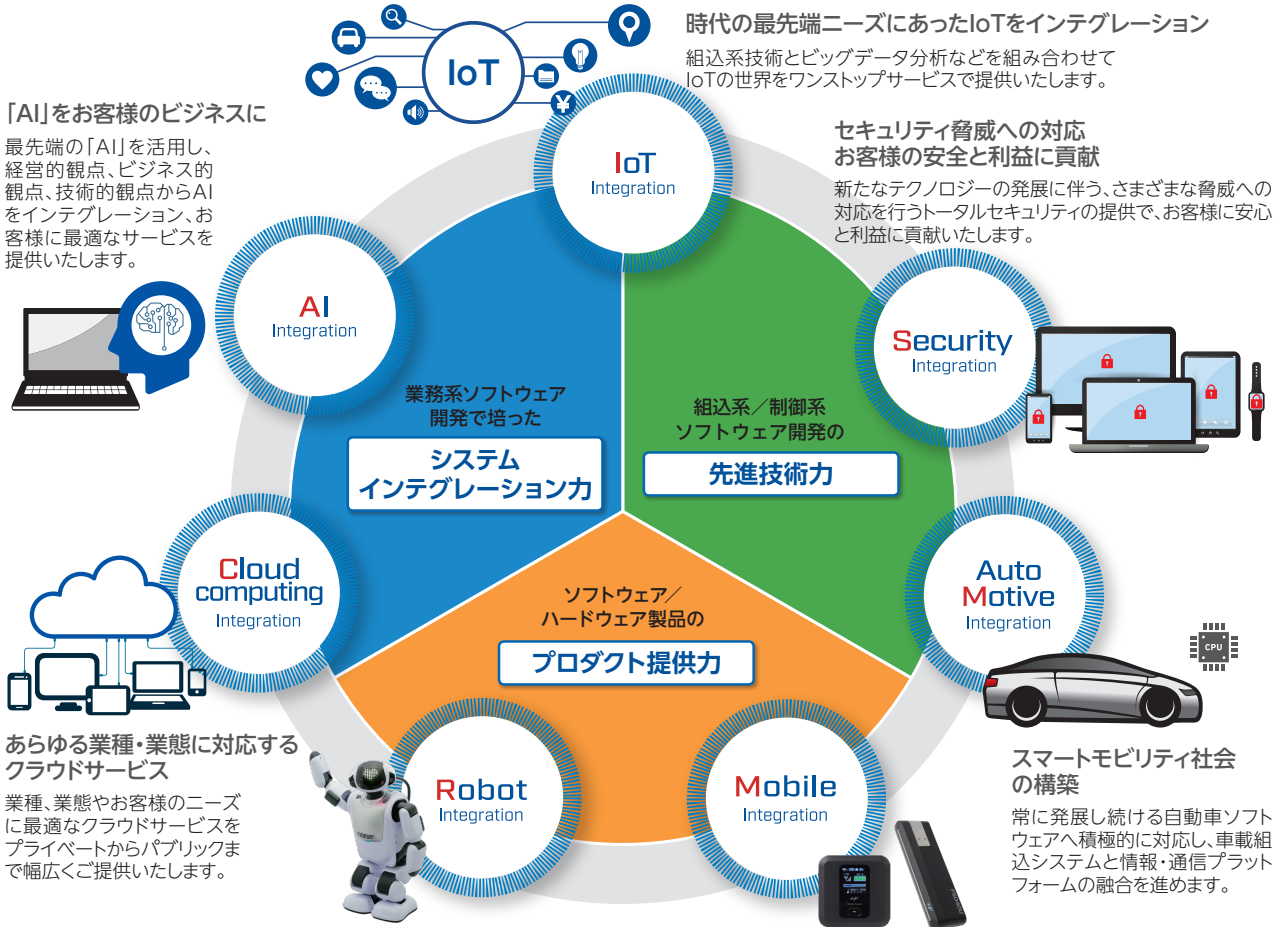 IoT
時代の最先端ニーズにあったIoTをインテグレーション
組込系技術とビッグデータ分析などを組み合わせて
IoTの世界をワンストップサービスで提供いたします。
「AI」をお客様のビジネスに
最先端の「AI」を活用し、
経営的観点、ビジネス的
観点、技術的観点からAI
をインテグレーション、お
客様に最適なサービスを
提供いたします。
セキュリティ脅威への対応
お客様の安全と利益に貢献
新たなテクノロジーの発展に伴う、さまざまな脅威への
対応を行うトータルセキュリティの提供で、お客様に安心
と利益に貢献いたします。
IoT
Integration
AI
Integration
Security
Integration
業務系ソフトウェア
開発で培った
システム
インテグレーション力
組込系／制御系
ソフトウェア開発の
先進技術力
Cloud
computing
Integration
Auto
Motive
Integration
ソフトウェア／
ハードウェア製品の
プロダクト提供力
CPU
Robot
Integration
Mobile
Integration
あらゆる業種・業態に対応する
クラウドサービス
業種、業態やお客様のニーズ
に最適なクラウドサービスを
プライベートからパブリックま
で幅広くご提供いたします。
スマートモビリティ社会
の構築
常に発展し続ける自動車ソフト
ウェアへ積極的に対応し、車載組
込システムと情報・通信プラット
フォームの融合を進めます。